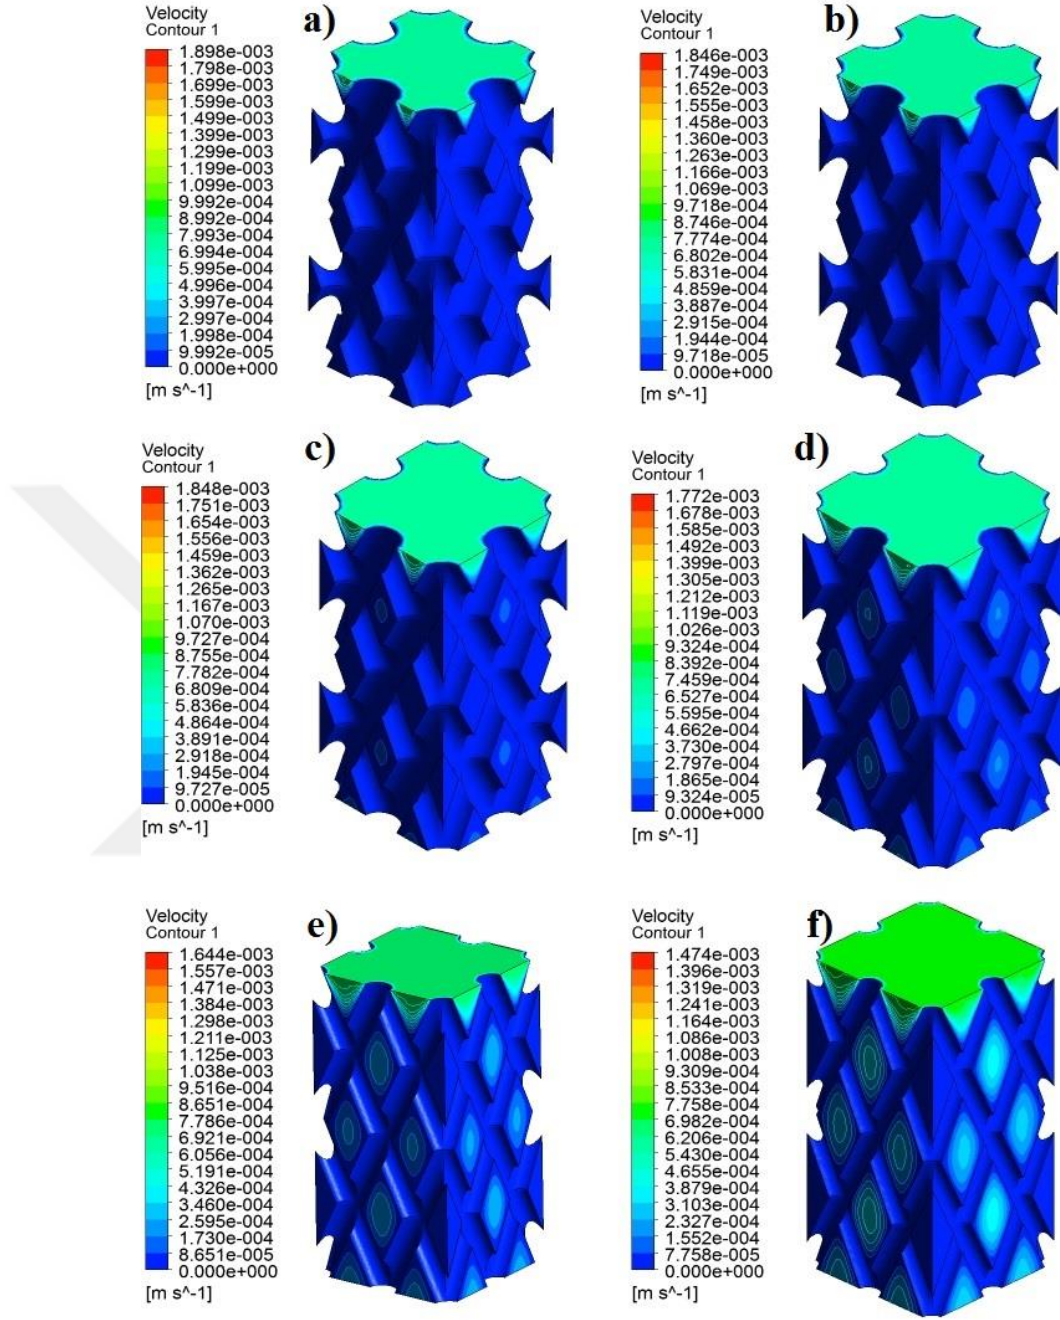 Velocity
Contour 1
a)
1.898e-003
1.798e-003
1.699e-003
1.599e-003
1.499e-003
1.399e-003
1.299e-003
1.199e-003
1.099e-003
9.992e-004
8.992e-004
7.993e-004
6.994e-004
5.995e-004
4.996e-004
3.997e-004
2.998e-004
1.998e-004
9.992e-005
0.000e+000
[m s^-1]
Velocity
Contour 1
b)
1.846e-003
1.749e-003
1.652e-003
1.555e-003
1.458e-003
1.360e-003
1.263e-003
1.166e-003
1.069e-003
9.718e-004
8.746e-004
7.774e-004
6.802e-004
5.831e-004
4.859e-004
3.887e-004
2.915e-004
1.944e-004
9.718e-005
0.000e+000
[m s^-1]
Velocity
Contour 1
c)
1.848e-003
1.751e-003
1.654e-003
1.556e-003
1.459e-003
1.362e-003
1.265e-003
1.167e-003
1.070e-003
9.727e-004
8.755e-004
7.782e-004
6.809e-004
5.836e-004
4.864e-004
3.891e-004
2.918e-004
1.945e-004
9.727e-005
0.000e+000
[m s^-1]
Velocity
Contour 1
d)
1.772e-003
1.678e-003
1.585e-003
1.492e-003
1.399e-003
1.305e-003
1.212e-003
1.119e-003
1.026e-003
9.324e-004
8.392e-004
7.459e-004
6.527e-004
5.595e-004
4.662e-004
3.730e-004
2.797e-004
1.865e-004
9.324e-005
0.000e+000
[m s^-1]
Velocity
Contour 1
e)
1.644e-003
1.557e-003
1.471e-003
1.384e-003
1.298e-003
1.211e-003
1.125e-003
1.038e-003
9.516e-004
8.651e-004
7.786e-004
6.921e-004
6.056e-004
5.191e-004
4.326e-004
3.460e-004
2.595e-004
1.730e-004
8.651e-005
0.000e+000
[m s^-1]
Velocity
Contour 1
f)
1.474e-003
1.396e-003
1.319e-003
1.241e-003
1.164e-003
1.086e-003
1.008e-003
9.309e-004
8.533e-004
7.758e-004
6.982e-004
6.206e-004
5.430e-004
4.655e-004
3.879e-004
3.103e-004
2.327e-004
1.552e-004
7.758e-005
0.000e+000
[m s^-1]